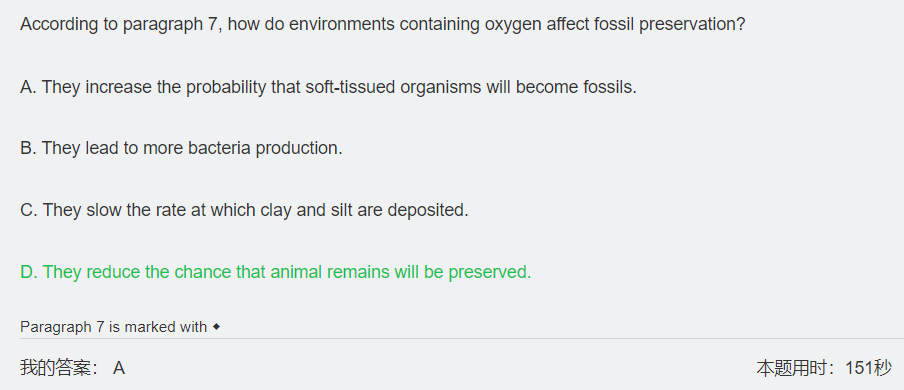 According to paragraph 7, how do environments containing oxygen affect fossil preservation?
A. They increase the probability that soft-tissued organisms will become fossils.
B. They lead to more bacteria production.
C. They slow the rate at which clay and silt are deposited.
D. They reduce the chance that animal remains will be preserved.
Paragraph 7 is marked with ◆
我的答案： A 本题用时：151秒